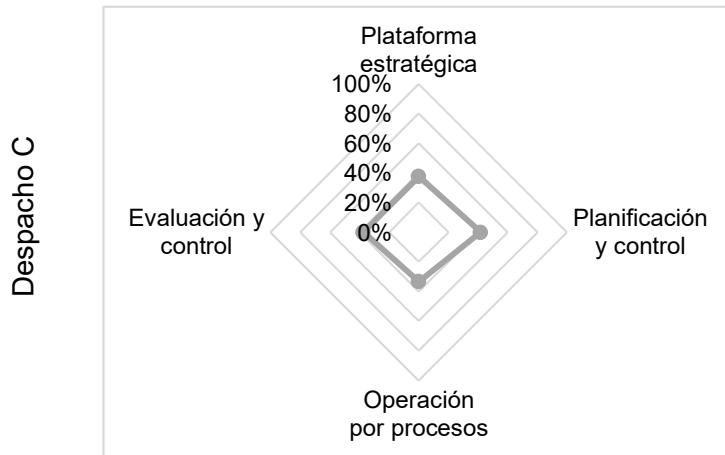 Despacho C
Plataforma
estratégica
100%
80%
60%
40%
20%
0%
Evaluación y
control
Planificación
y control
Operación
por procesos